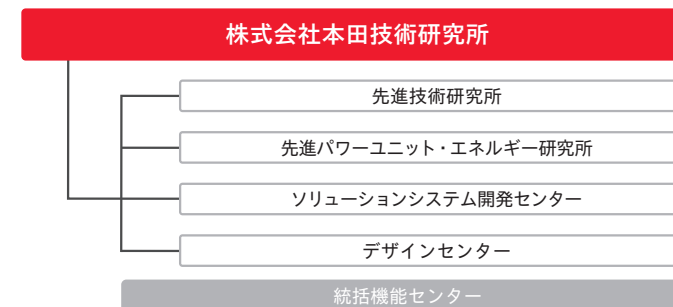 株式会社本田技術研究所
先進技術研究所
先進パワーユニット・エネルギー研究所
ソリューションシステム開発センター
デザインセンター
統括機能センター